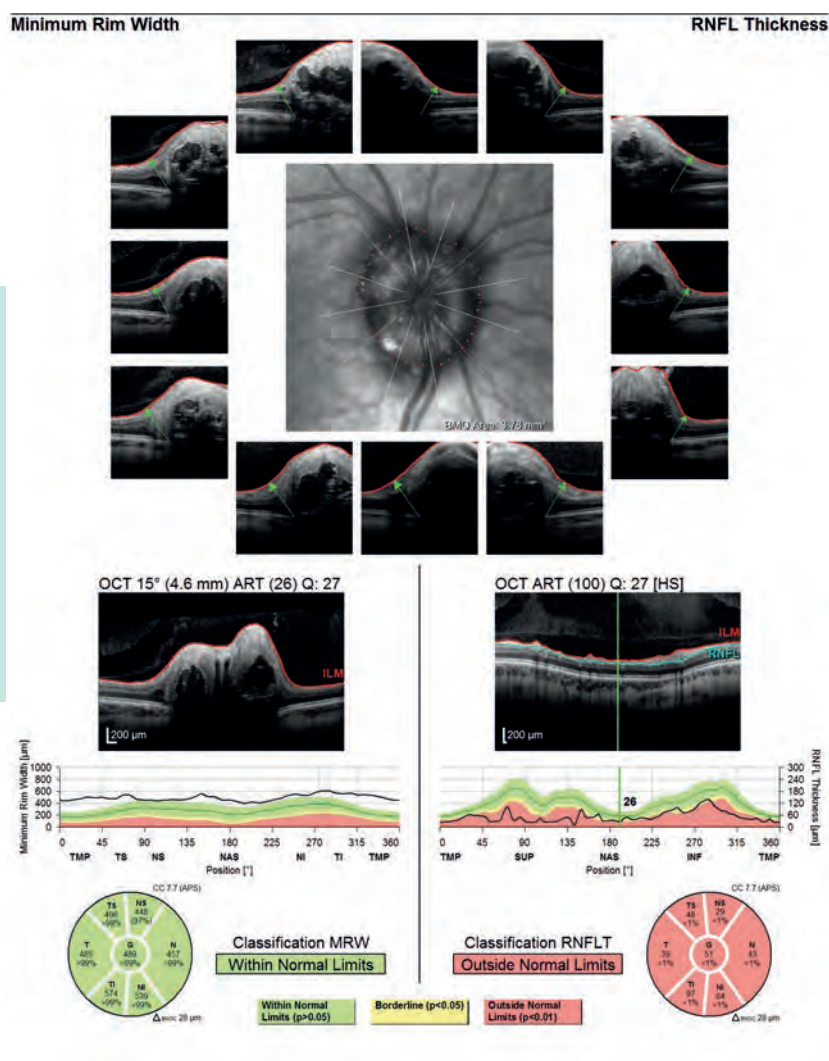 Minimum Rim Width
RNFL Thickness
BMO Area: 3.78 mm²
OCT 15° (4.6 mm) ART (26) Q: 27
ILM
200 µm
OCT ART (100) Q: 27 [HS]
ILM
RNFL
200 µm
Minimum Rim Width [µm]
1000
800
600
400
200
0
0 45 90 135 180 225 270 315 360
TMP TS NS NAS NI TI TMP
Position [°]
26
300
240
180
120
60
0
RNFL Thickness [µm]
0 45 90 135 180 225 270 315 360
TMP SUP NAS INF TMP
Position [°]
CC 7.7 (APS)
TS
496
>99%
NS
448
(97%)
T
485
>99%
G
489
>99%
N
457
>99%
TI
574
>99%
NI
539
>99%
28 µm
Classification MRW
Within Normal Limits
Classification RNFLT
Outside Normal Limits
Within Normal
Limits (p>0.05)
Borderline (p<0.05)
Outside Normal
Limits (p<0.01)
CC 7.7 (APS)
TS
48
<1%
NS
29
<1%
T
39
<1%
G
51
<1%
N
43
<1%
TI
97
<1%
NI
64
<1%
28 µm